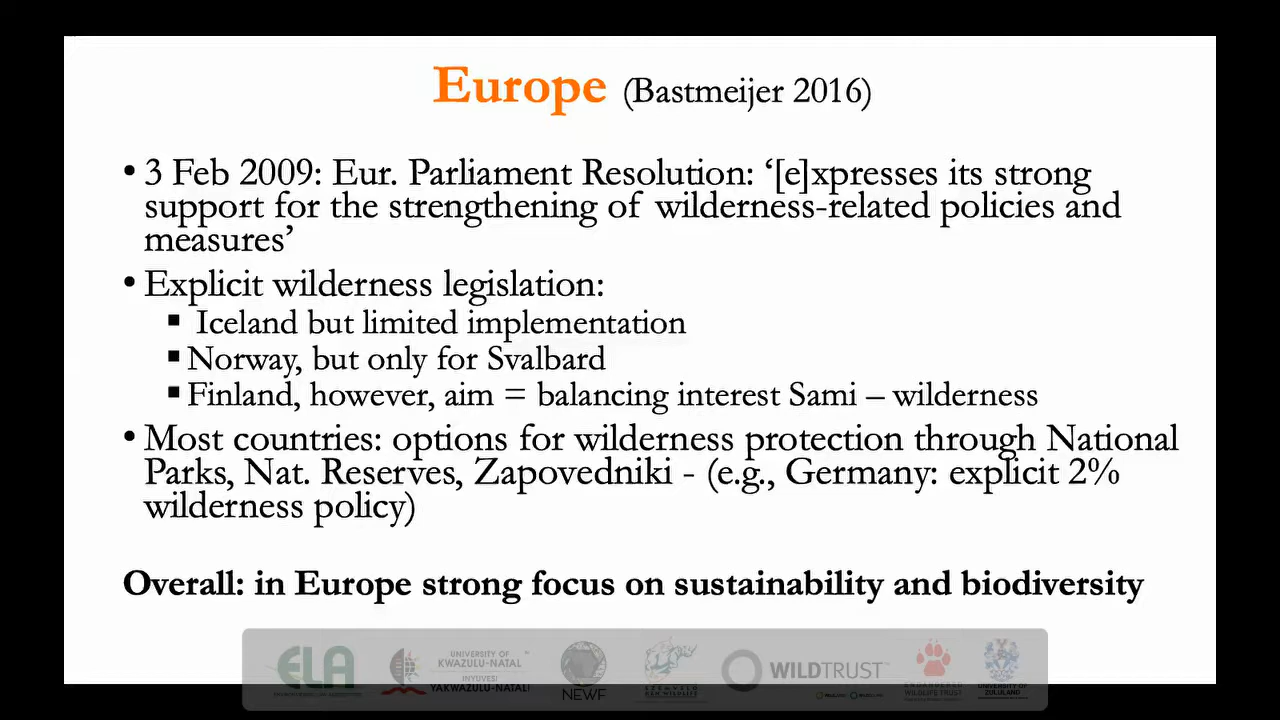 Europe (Bastmeijer 2016)
• 3 Feb 2009: Eur. Parliament Resolution: ‘[e]xpresses its strong
support for the strengthening of wilderness-related policies and
measures’
• Explicit wilderness legislation:
▪ Iceland but limited implementation
▪ Norway, but only for Svalbard
▪ Finland, however, aim = balancing interest Sami – wilderness
• Most countries: options for wilderness protection through National
Parks, Nat. Reserves, Zapovedniki - (e.g., Germany: explicit 2%
wilderness policy)
Overall: in Europe strong focus on sustainability and biodiversity
ELA
UNIVERSITY OF
KWAZULU-NATAL
INYUVESI
YAKWAZULU-NATALI
NEWF
WILDTRUST
ENDANGERED
WILDLIFE TRUST
UNIVERSITY OF
ZULULAND